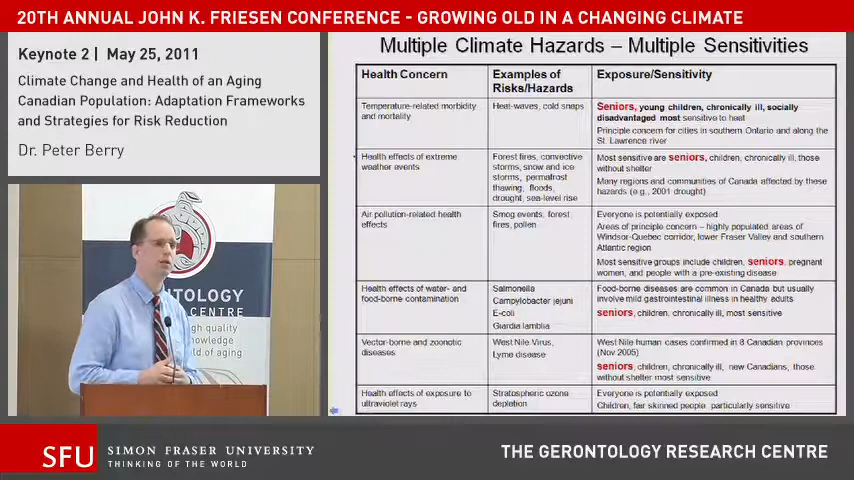 20TH ANNUAL JOHN K. FRIESEN CONFERENCE - GROWING OLD IN A CHANGING CLIMATE
Keynote 2 | May 25, 2011
Climate Change and Health of an Aging
Canadian Population: Adaptation Frameworks
and Strategies for Risk Reduction
Dr. Peter Berry
NTOLOGY
CENTRE
gh quality
nowledge
ld of aging
Multiple Climate Hazards – Multiple Sensitivities
Health Concern
Examples of
Risks/Hazards
Exposure/Sensitivity
Temperature-related morbidity
and mortality
Heat-waves, cold snaps
Seniors, young children, chronically ill, socially
disadvantaged most sensitive to heat
Principle concern for cities in southern Ontario and along the
St. Lawrence river
Health effects of extreme
weather events
Forest fires, convective
storms, snow and ice
storms, permafrost
thawing, floods,
drought, sea-level rise
Most sensitive are seniors, children, chronically ill, those
without shelter
Many regions and communities of Canada affected by these
hazards (e.g., 2001 drought)
Air pollution-related health
effects
Smog events, forest
fires, pollen
Everyone is potentially exposed
Areas of principle concern – highly populated areas of
Windsor-Quebec corridor, lower Fraser Valley and southern
Atlantic region
Most sensitive groups include children, seniors, pregnant
women, and people with a pre-existing disease
Health effects of water- and
food-borne contamination
Salmonella
Campylobacter jejuni
E-coli
Giardia lamblia
Food-borne diseases are common in Canada but usually
involve mild gastrointestinal illness in healthy adults
seniors, children, chronically ill, most sensitive
Vector-borne and zoonotic
diseases
West Nile Virus,
Lyme disease
West Nile human cases confirmed in 8 Canadian provinces
(Nov 2005)
seniors, children, chronically ill, new Canadians, those
without shelter most sensitive
Health effects of exposure to
ultraviolet rays
Stratospheric ozone
depletion
Everyone is potentially exposed
Children, fair skinned people, particularly sensitive
SFU
SIMON FRASER UNIVERSITY
THINKING OF THE WORLD
THE GERONTOLOGY RESEARCH CENTRE